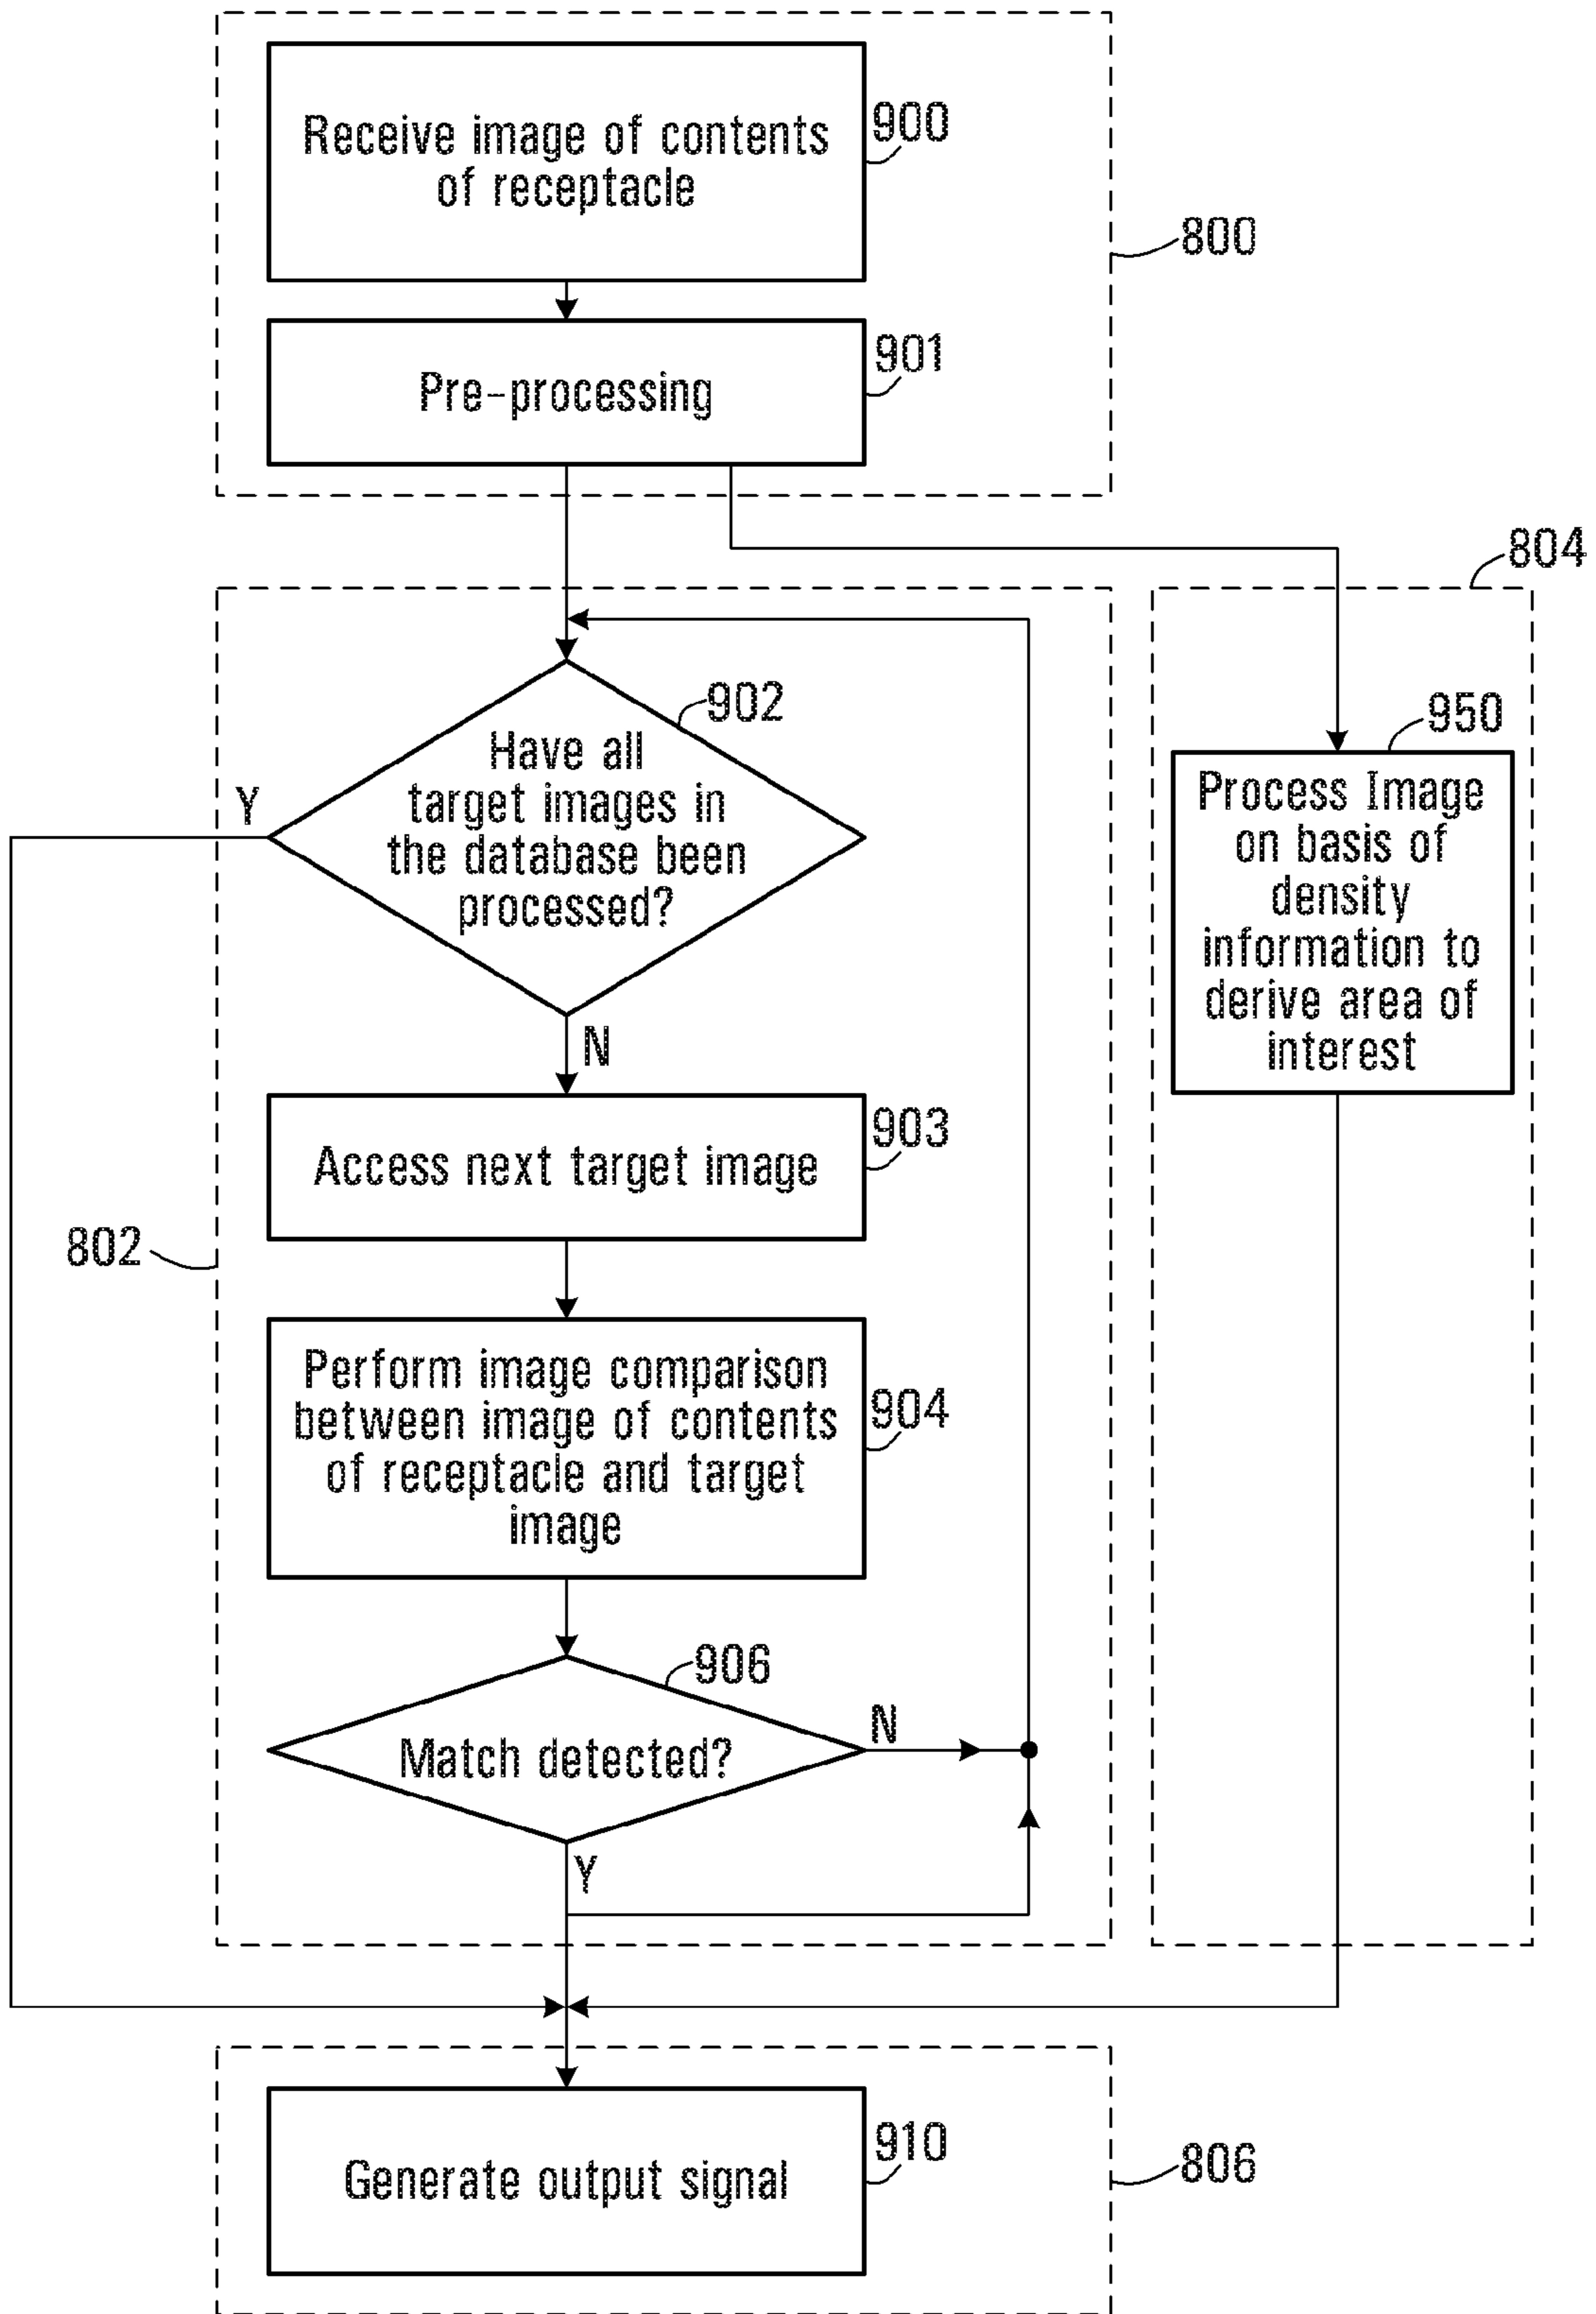 Receive image of contents
of receptacle
900
800
Pre-processing
901
804
902
Have all
target images in
the database been
processed?
Y
N
950
Process Image
on basis of
density
information to
derive area of
interest
Access next target image
903
802
Perform image comparison
between image of contents
of receptacle and target
image
904
906
Match detected?
N
Y
Generate output signal
910
806